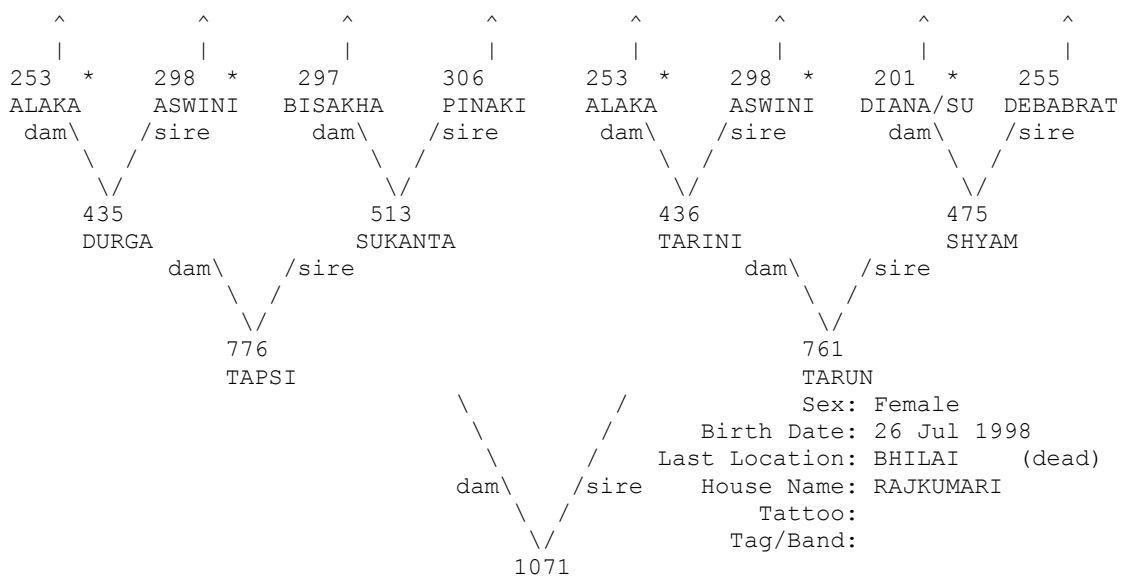 ^ ^ ^ ^ ^ ^ ^ ^
| | | | | | | |
253 * 298 * 297 306 253 * 298 * 201 * 255
ALAKA ASWINI BISAKHA PINAKI ALAKA ASWINI DIANA/SU DEBABRAT
dam\ /sire dam\ /sire dam\ /sire dam\ /sire
\ / \ / \ / \ /
\/ \/ \/ \/
435 513 436 475
DURGA SUKANTA TARINI SHYAM
dam\ /sire dam\ /sire
\ / \ /
\/ \/
776 761
TAPSI TARUN
\ / Sex: Female
\ / Birth Date: 26 Jul 1998
\ / Last Location: BHILAI (dead)
dam\ /sire House Name: RAJKUMARI
\ / Tattoo:
\/ Tag/Band:
1071